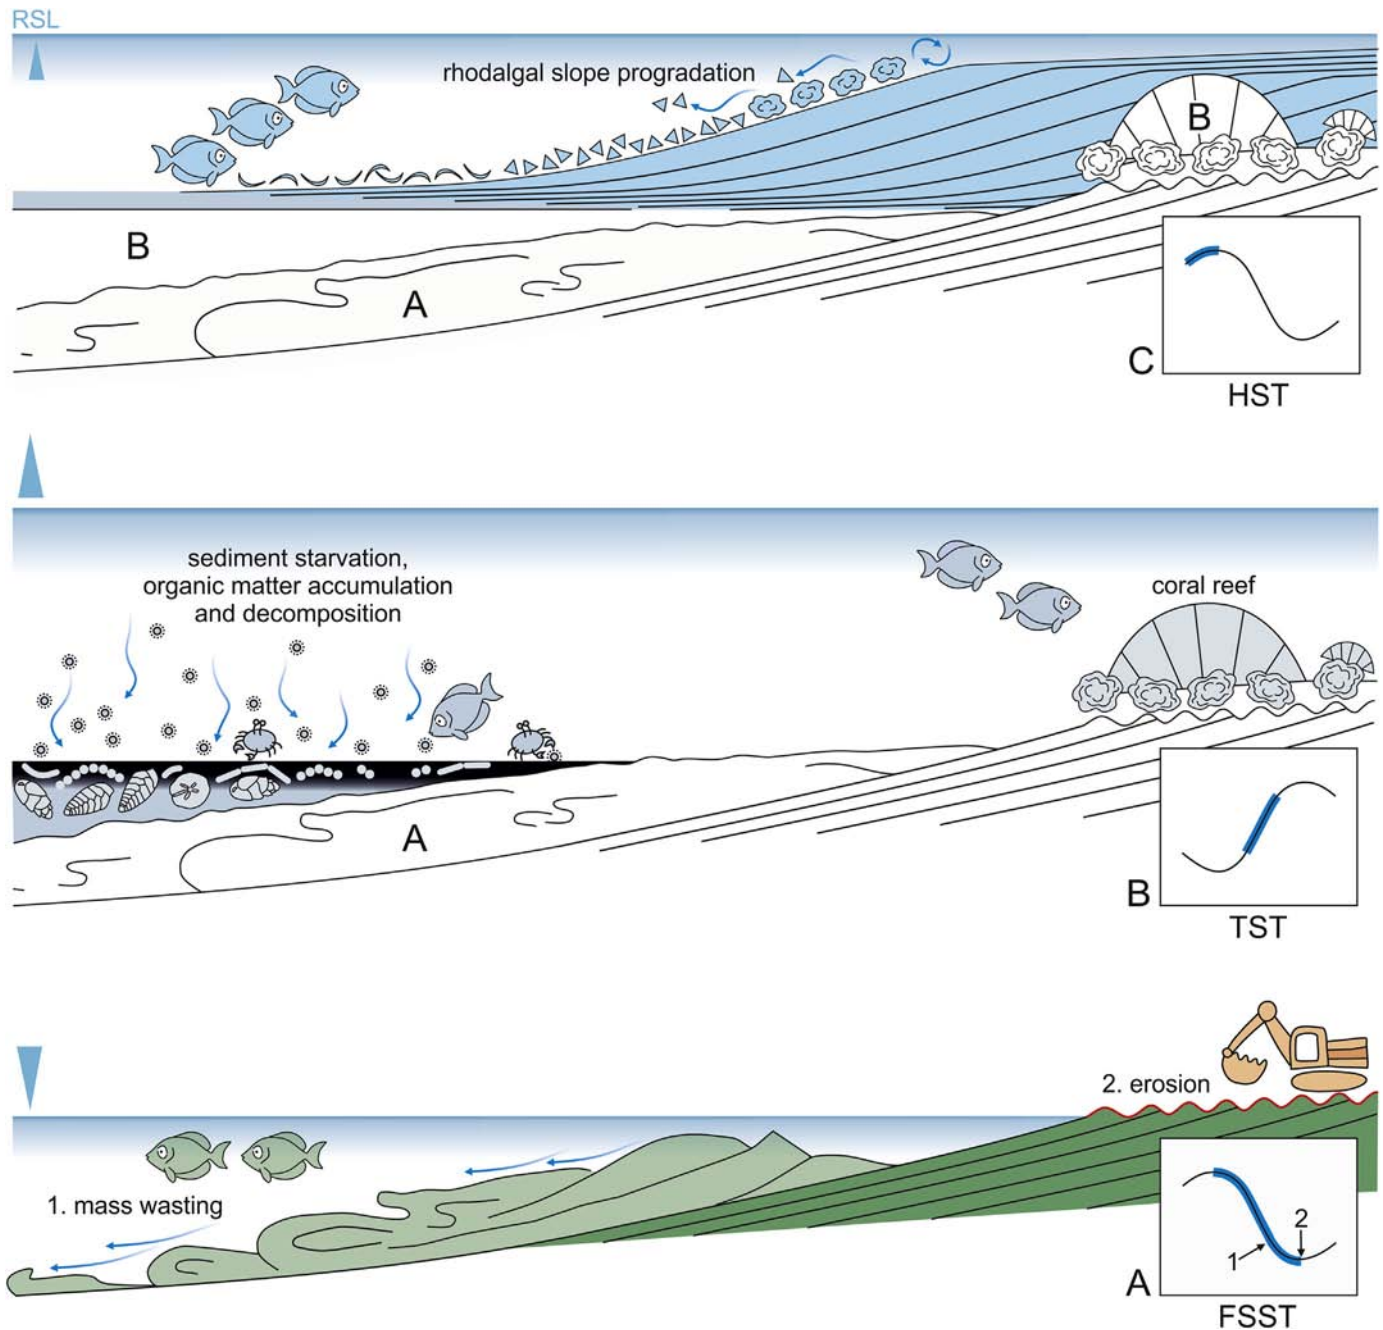 RSL
rhodalgal slope progradation
B
B
A
C
HST
sediment starvation,
organic matter accumulation
and decomposition
coral reef
A
B
TST
2. erosion
1. mass wasting
2
1
A
FSST